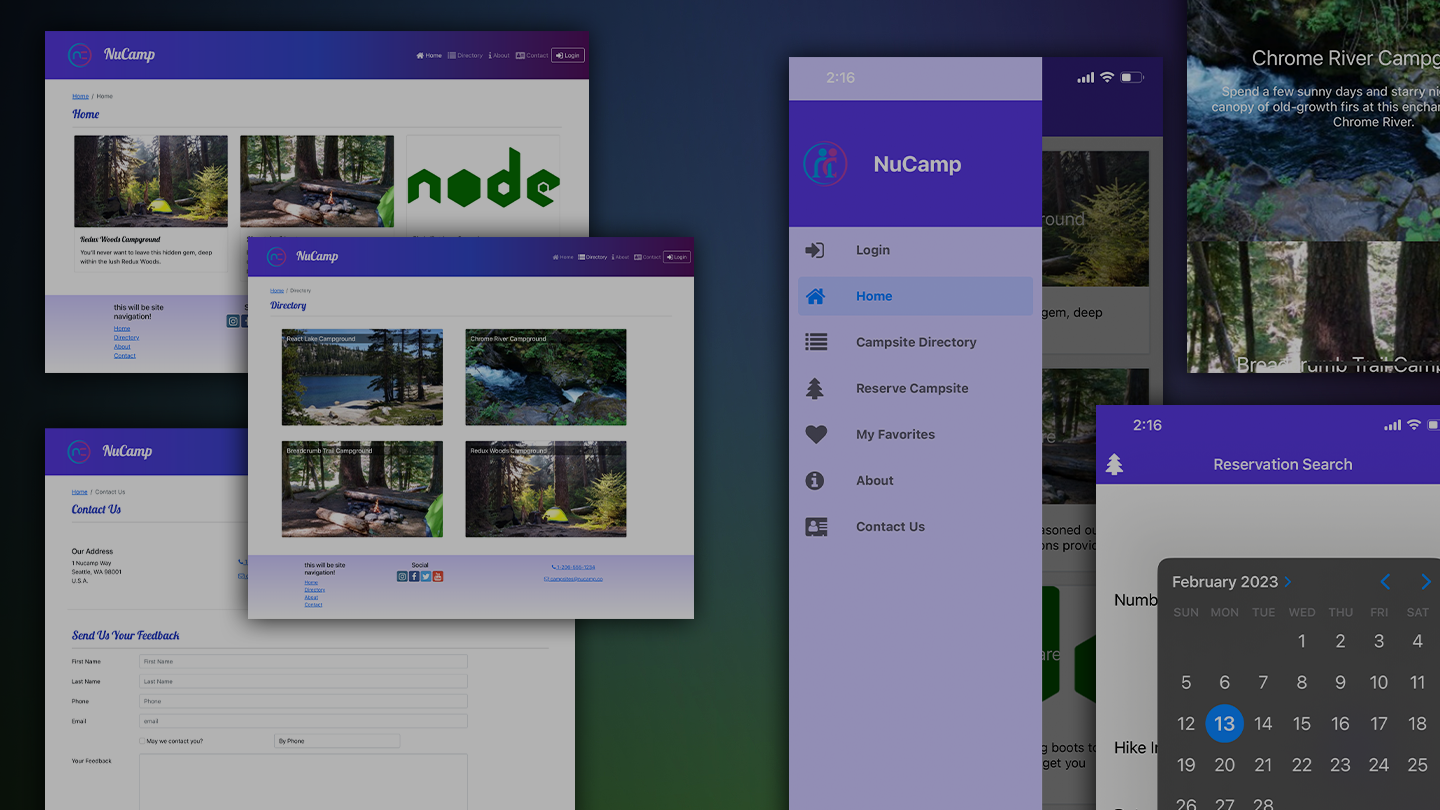 NuCamp
Home
Directory
About
Contact
Login
Home / Home
Home
node
Redux Woods Campground
You'll never want to leave this hidden gem, deep
within the lush Redux Woods.
this will be site
navigation!
Home
Directory
About
Contact
NuCamp
Home
Directory
About
Contact
Login
Home / Directory
Directory
React Lake Campground
Chrome River Campground
Breadcrumb Trail Campground
Redux Woods Campground
this will be site
navigation!
Home
Directory
About
Contact
Social
1-206-555-1234
campsites@nucamp.co
NuCamp
Home / Contact Us
Contact Us
Our Address
1 Nucamp Way
Seattle, WA 98001
U.S.A.
Send Us Your Feedback
First Name
First Name
Last Name
Last Name
Phone
Phone
Email
email
May we contact you?
By Phone
Your Feedback
2:16
NuCamp
Login
Home
Campsite Directory
Reserve Campsite
My Favorites
About
Contact Us
ound
gem, deep
asoned ou
ons provid
are
g boots to
get you
Chrome River Campg
Spend a few sunny days and starry ni
canopy of old-growth firs at this enchan
Chrome River.
Breadcrumb Trail Camp
2:16
Reservation Search
Numb
Hike In
February 2023
SUN MON TUE WED THU FRI SAT
1 2 3 4
5 6 7 8 9 10 11
12 13 14 15 16 17 18
19 20 21 22 23 24 25
26 27 28